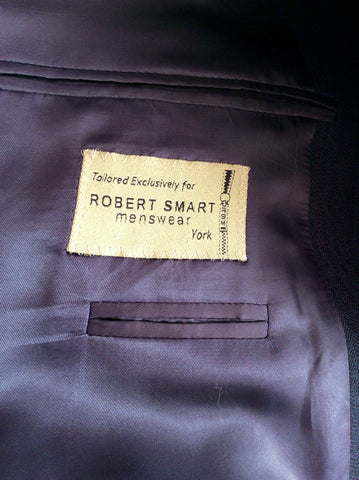 Tailored Exclusively for
ROBERT SMART
menswear
York